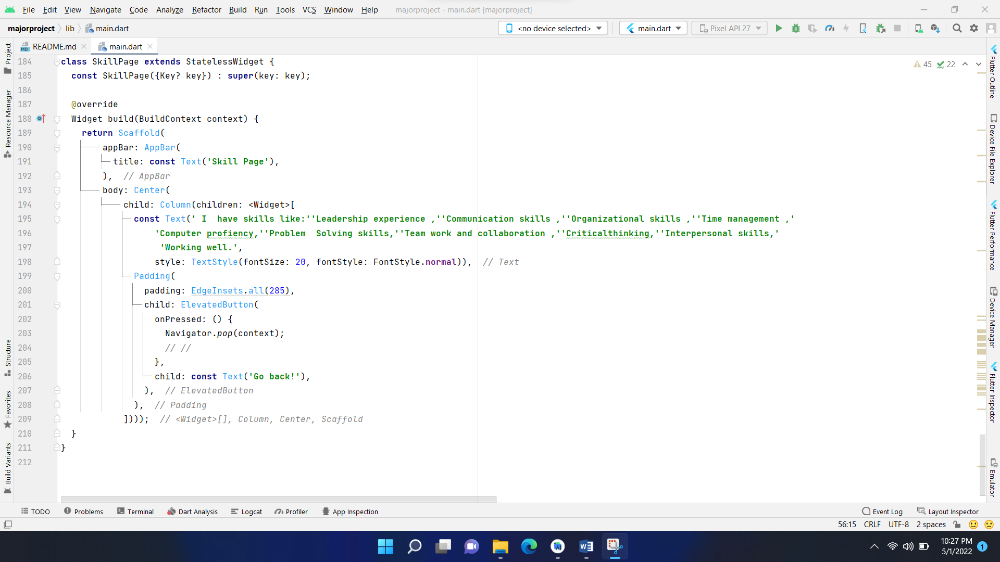 File Edit View Navigate Code Analyze Refactor Build Run Tools VCS Window Help majorproject - main.dart [majorproject]
majorproject lib main.dart <no device selected> main.dart Pixel API 27
README.md main.dart
45 22
184 class SkillPage extends StatelessWidget {
185 const SkillPage({Key? key}) : super(key: key);
186
187 @override
188 Widget build(BuildContext context) {
189 return Scaffold(
190 appBar: AppBar(
191 title: const Text('Skill Page'),
192 ), // AppBar
193 body: Center(
194 child: Column(children: <Widget>[
195 const Text(' I  have skills like:''Leadership experience ,''Communication skills ,''Organizational skills ,''Time management ,'
196 'Computer profiency,''Problem  Solving skills,''Team work and collaboration ,''Criticalthinking,''Interpersonal skills,'
197 'Working well.',
198 style: TextStyle(fontSize: 20, fontStyle: FontStyle.normal)), // Text
199 Padding(
200 padding: EdgeInsets.all(285),
201 child: ElevatedButton(
202 onPressed: () {
203 Navigator.pop(context);
204 // //
205 },
206 child: const Text('Go back!'),
207 ), // ElevatedButton
208 ), // Padding
209 ]))); // <Widget>[], Column, Center, Scaffold
210 }
211 }
212
Project
Resource Manager
Structure
Favorites
Build Variants
Flutter Outline
Device File Explorer
Flutter Performance
Device Manager
Flutter Inspector
Emulator
TODO Problems Terminal Dart Analysis Logcat Profiler App Inspection Event Log Layout Inspector
56:15 CRLF UTF-8 2 spaces
10:27 PM
5/1/2022 1